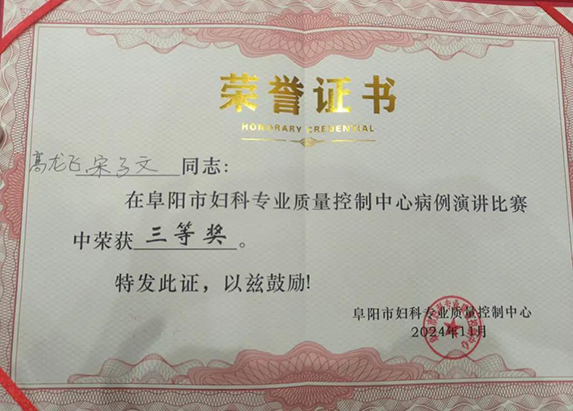 荣誉证书
HONORARY CREDENTIAL
高龙飞 宋子文 同志:
在阜阳市妇科专业质量控制中心病例演讲比赛
中荣获 三等奖 。
特发此证，以兹鼓励!
阜阳市妇科专业质量控制中心
2024年11月